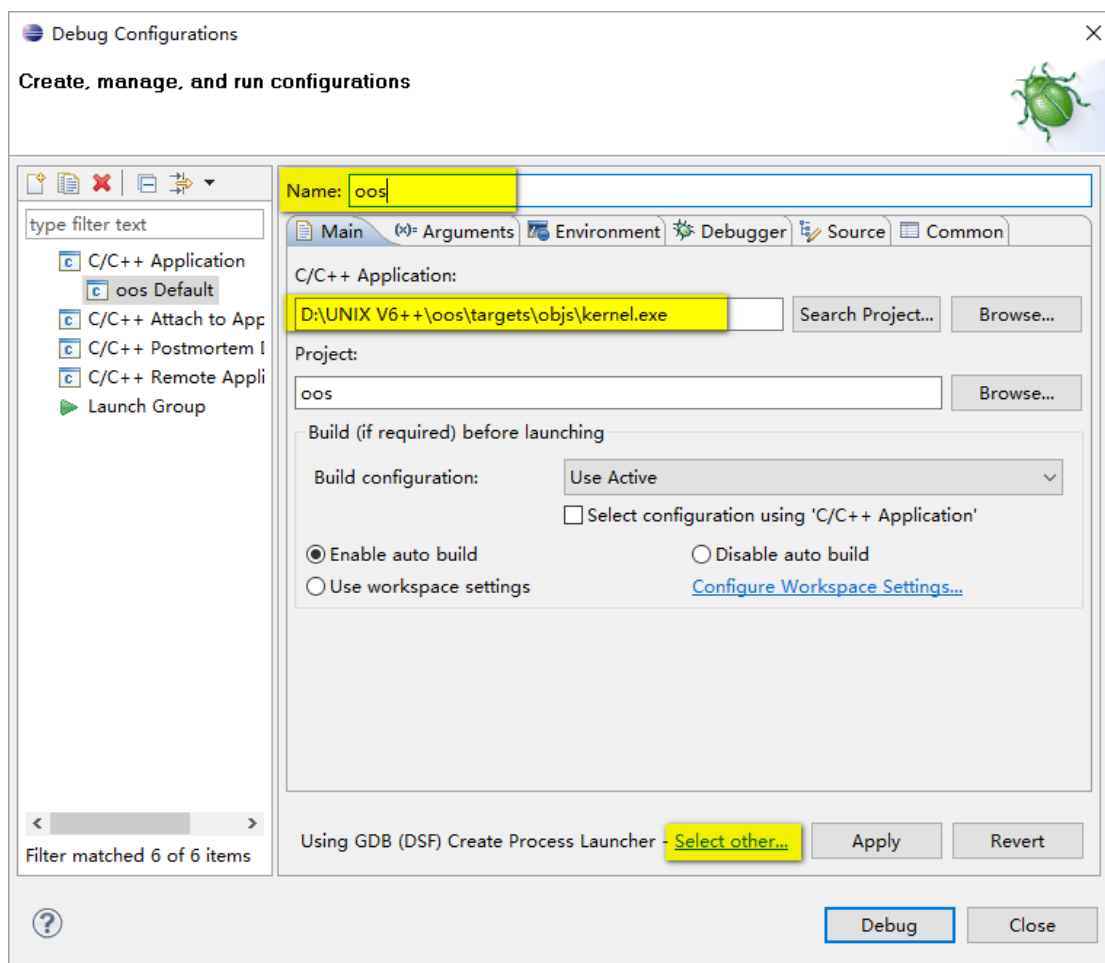 Debug Configurations
Create, manage, and run configurations
type filter text
C/C++ Application
oos Default
C/C++ Attach to App
C/C++ Postmortem D
C/C++ Remote Appli
Launch Group
Filter matched 6 of 6 items
Name: oos
Main (x)= Arguments Environment Debugger Source Common
C/C++ Application:
D:\UNIX V6++\oos\targets\objs\kernel.exe Search Project... Browse...
Project:
oos Browse...
Build (if required) before launching
Build configuration: Use Active
Select configuration using 'C/C++ Application'
Enable auto build Disable auto build
Use workspace settings Configure Workspace Settings...
Using GDB (DSF) Create Process Launcher - Select other... Apply Revert
Debug Close